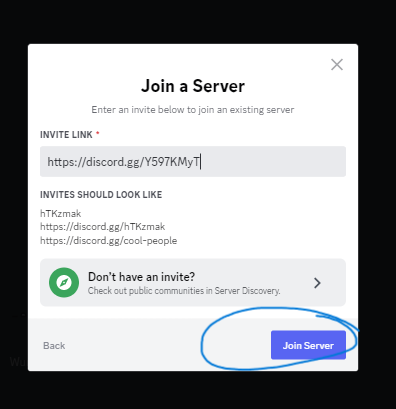 Join a Server
Enter an invite below to join an existing server
INVITE LINK *
https://discord.gg/Y597KMyT
INVITES SHOULD LOOK LIKE
hTKzmak
https://discord.gg/hTKzmak
https://discord.gg/cool-people
Don't have an invite?
Check out public communities in Server Discovery.
Back
Join Server